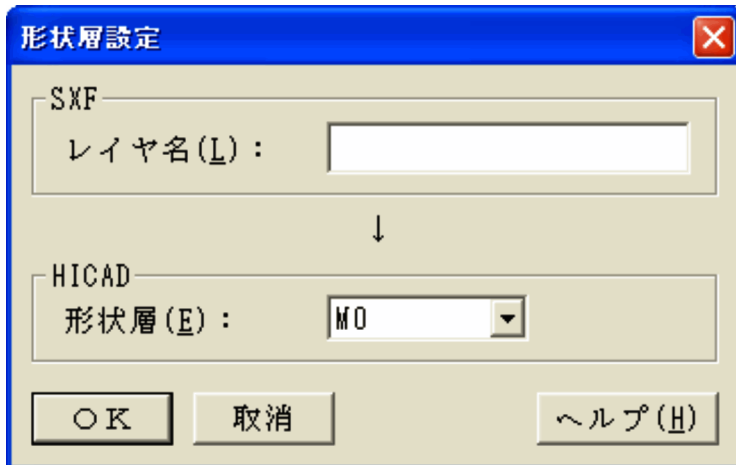 形状層設定
SXF
レイヤ名(L):
↓
HICAD
形状層(E):
M0
OK 取消 ヘルプ(H)